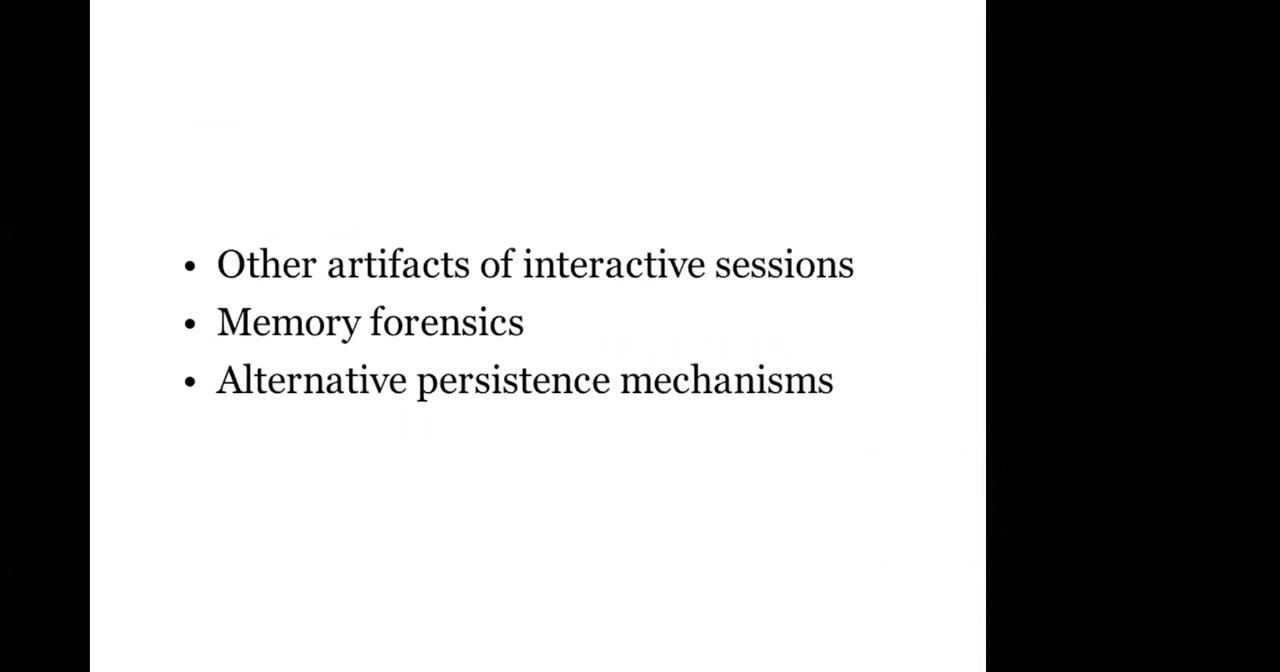 • Other artifacts of interactive sessions
• Memory forensics
• Alternative persistence mechanisms